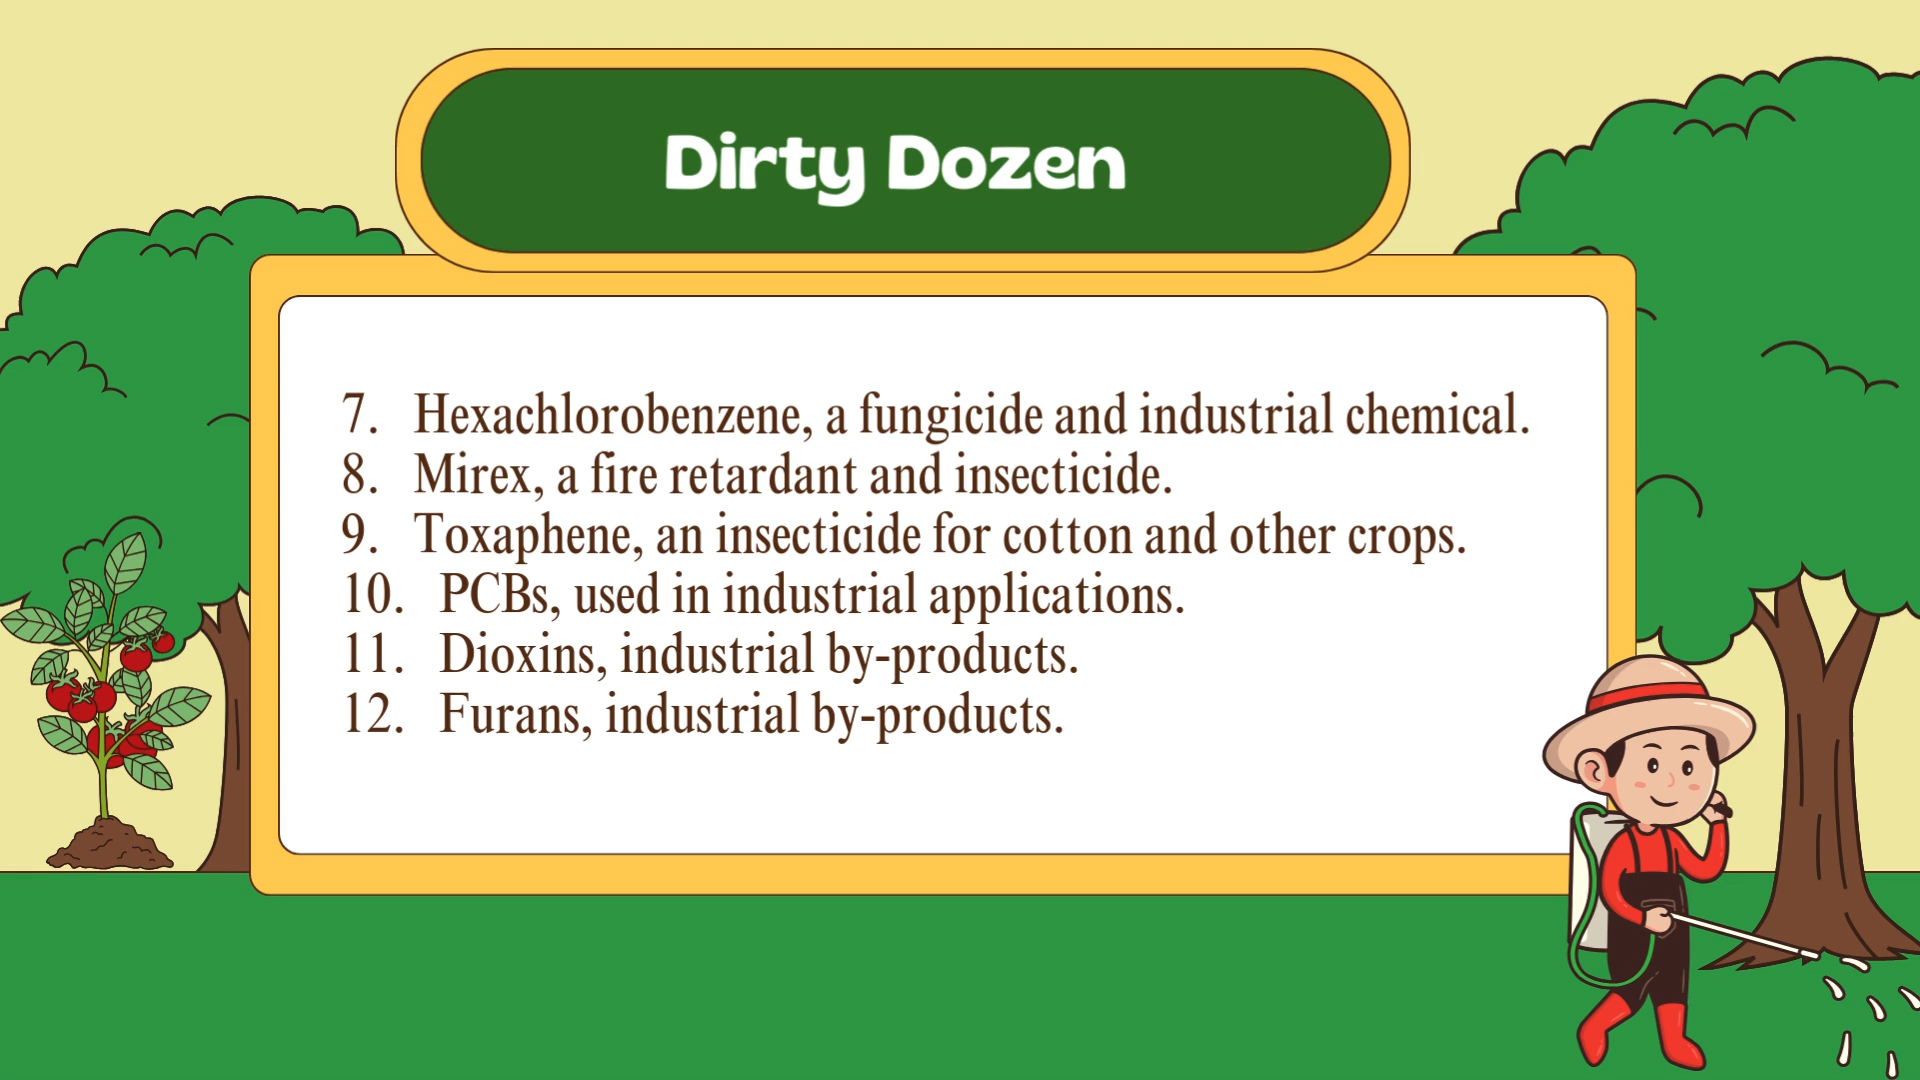 Dirty Dozen
7. Hexachlorobenzene, a fungicide and industrial chemical.
8. Mirex, a fire retardant and insecticide.
9. Toxaphene, an insecticide for cotton and other crops.
10. PCBs, used in industrial applications.
11. Dioxins, industrial by-products.
12. Furans, industrial by-products.